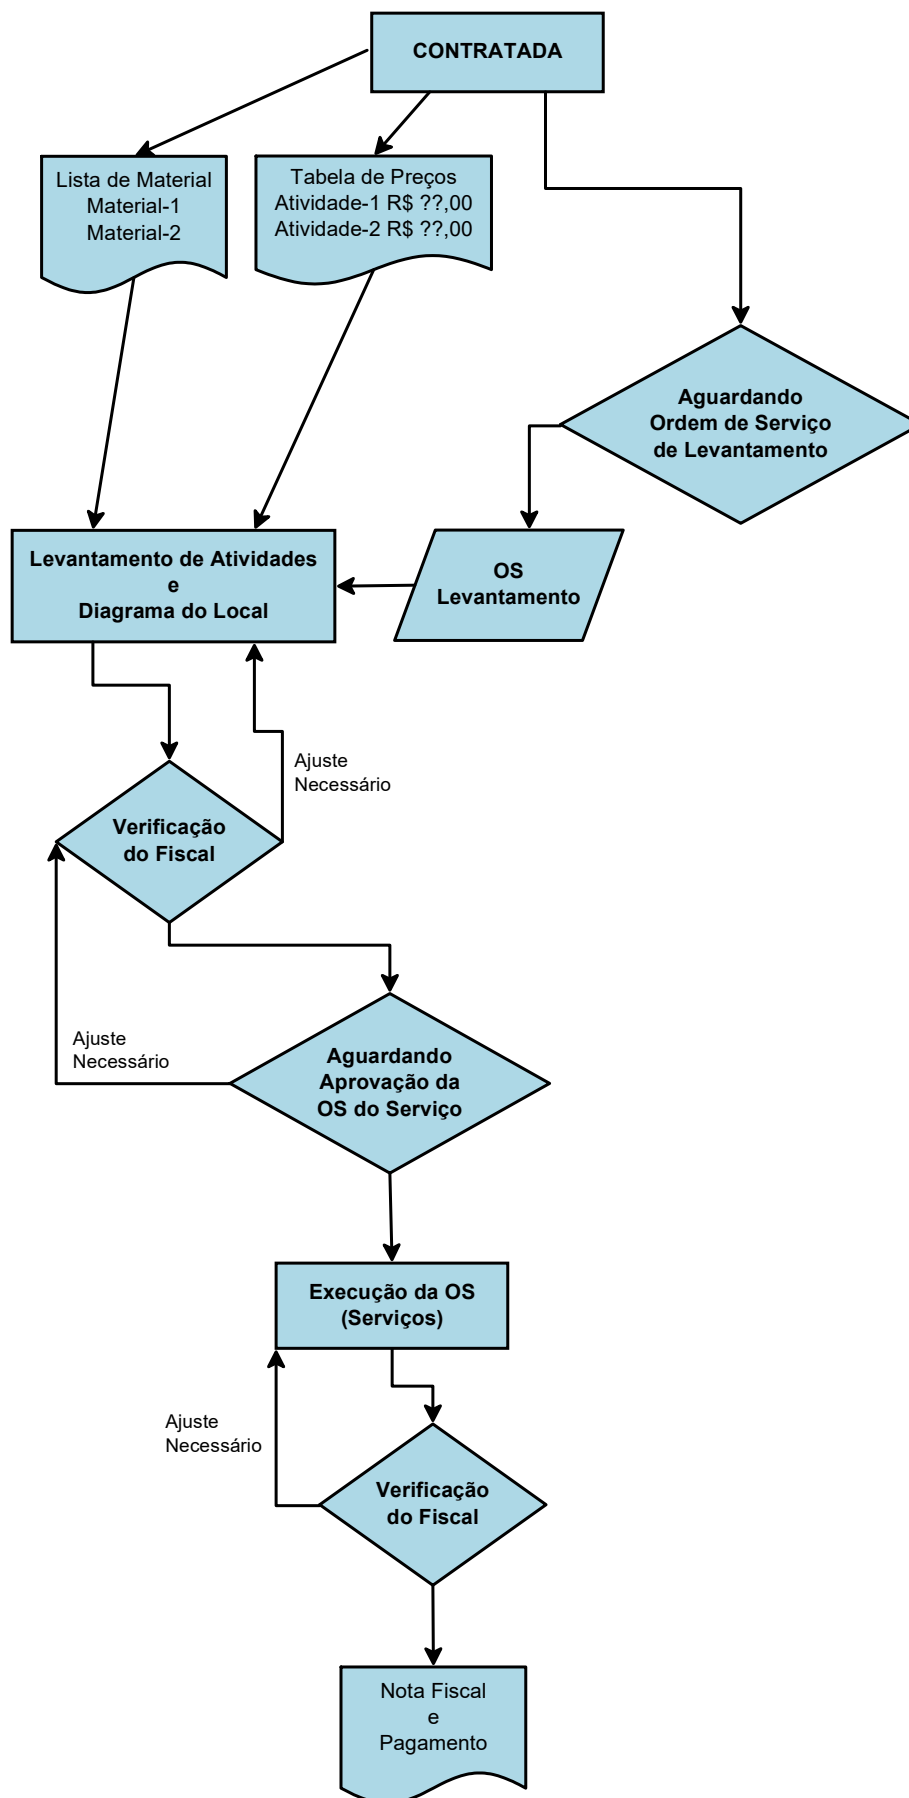 CONTRATADA
Lista de Material
Material-1
Material-2
Tabela de Preços
Atividade-1 R$ ??,00
Atividade-2 R$ ??,00
Aguardando
Ordem de Serviço
de Levantamento
Levantamento de Atividades
e
Diagrama do Local
OS
Levantamento
Ajuste
Necessário
Verificação
do Fiscal
Ajuste
Necessário
Aguardando
Aprovação da
OS do Serviço
Execução da OS
(Serviços)
Ajuste
Necessário
Verificação
do Fiscal
Nota Fiscal
e
Pagamento